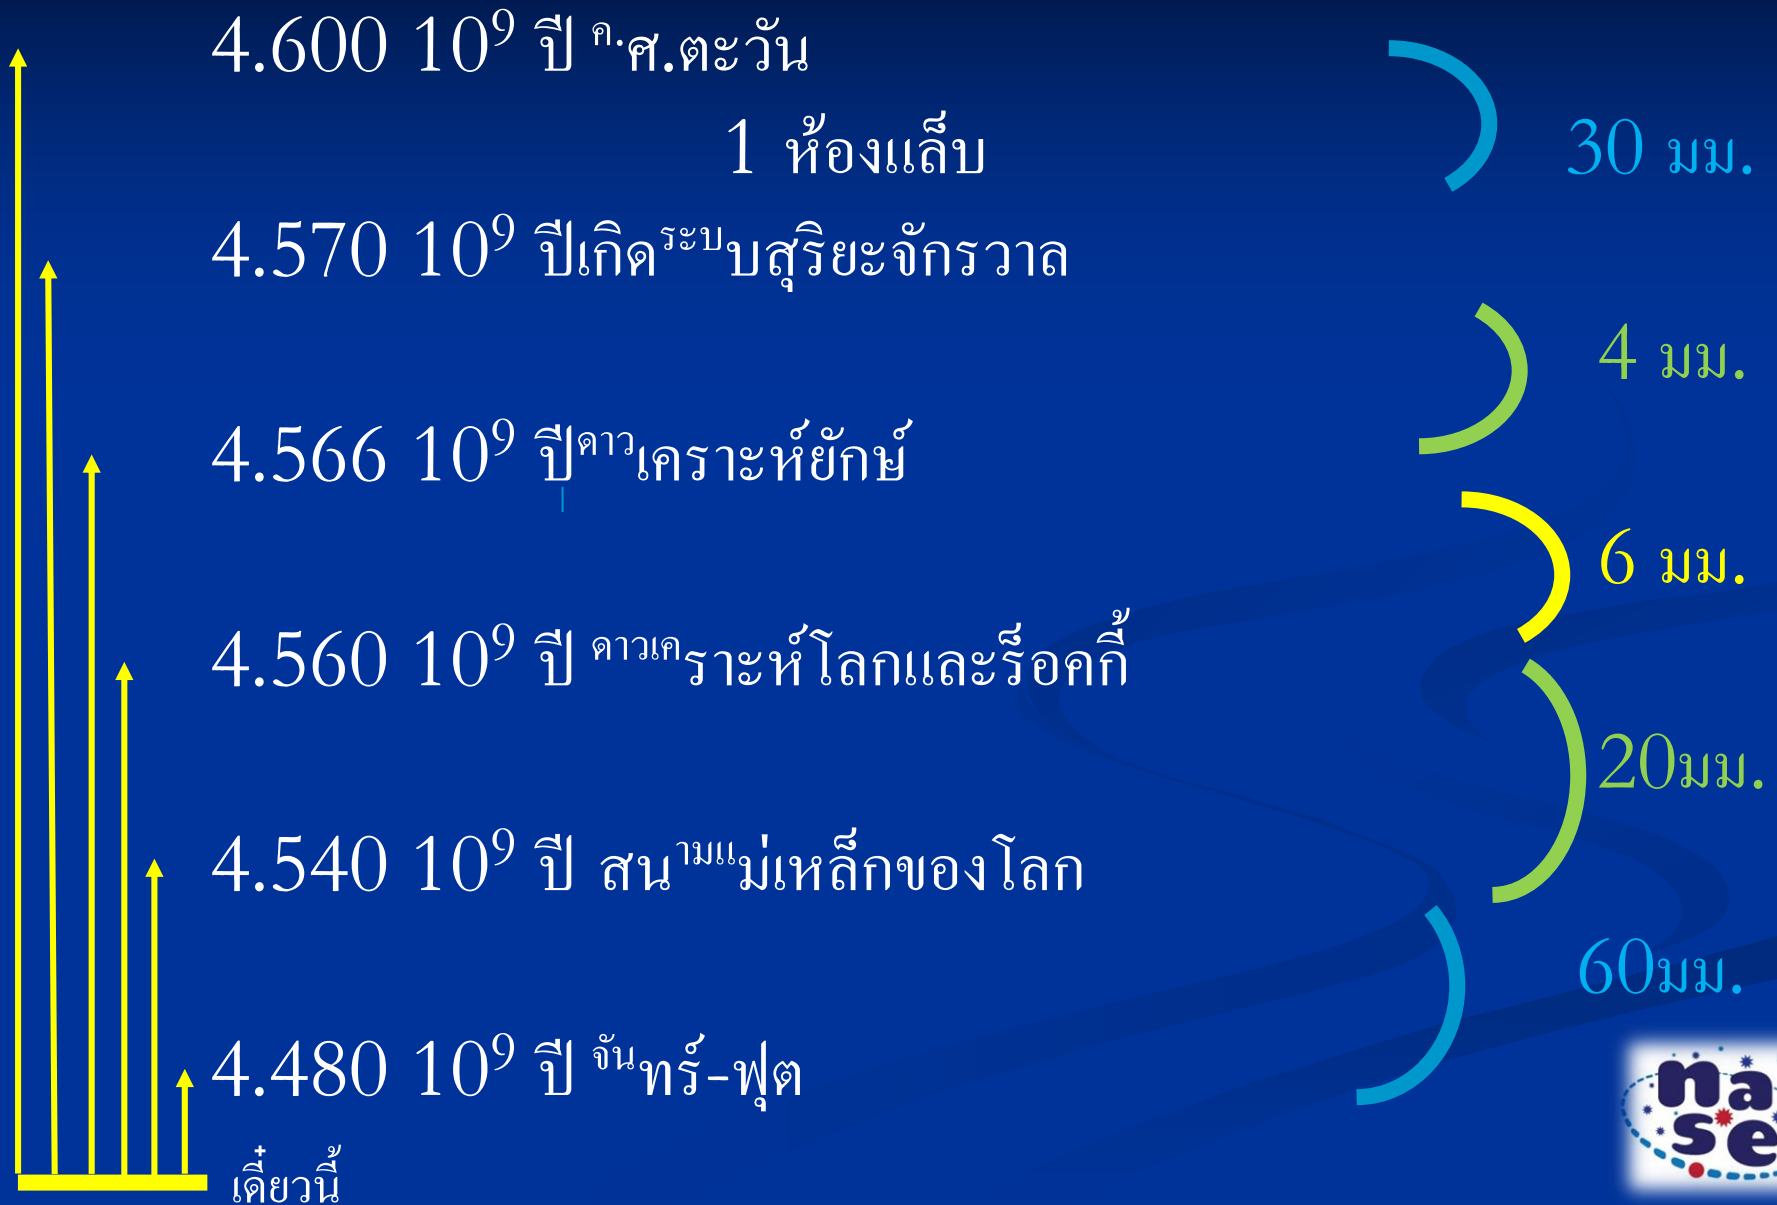 4.600 10⁹ ปี ค.ศ.ตะวัน
1 ห้องแล็บ
30 มม.
4.570 10⁹ ปีเกิดระบบสุริยะจักรวาล
4 มม.
4.566 10⁹ ปีดาวเคราะห์ยักษ์
6 มม.
4.560 10⁹ ปี ดาวเคราะห์โลกและร็อคกี้
20มม.
4.540 10⁹ ปี สนามแม่เหล็กของโลก
60มม.
4.480 10⁹ ปี จันทร์-ฟุต
เดี๋ยวนี้
na
se